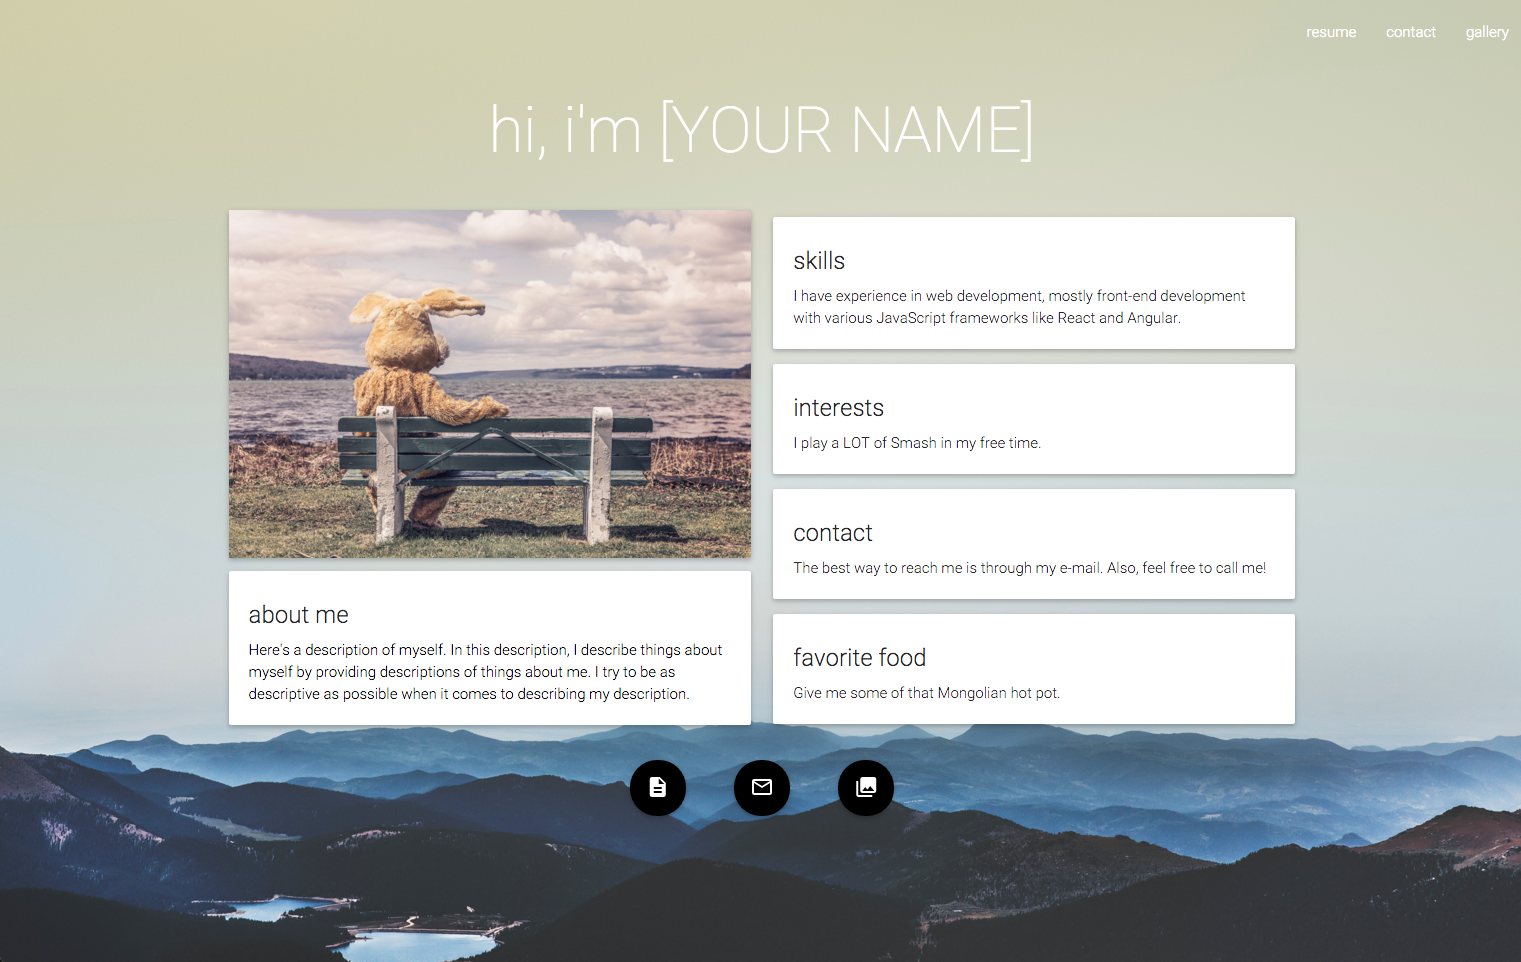 resume contact gallery
hi, i'm [YOUR NAME]
about me
Here's a description of myself. In this description, I describe things about
myself by providing descriptions of things about me. I try to be as
descriptive as possible when it comes to describing my description.
skills
I have experience in web development, mostly front-end development
with various JavaScript frameworks like React and Angular.
interests
I play a LOT of Smash in my free time.
contact
The best way to reach me is through my e-mail. Also, feel free to call me!
favorite food
Give me some of that Mongolian hot pot.